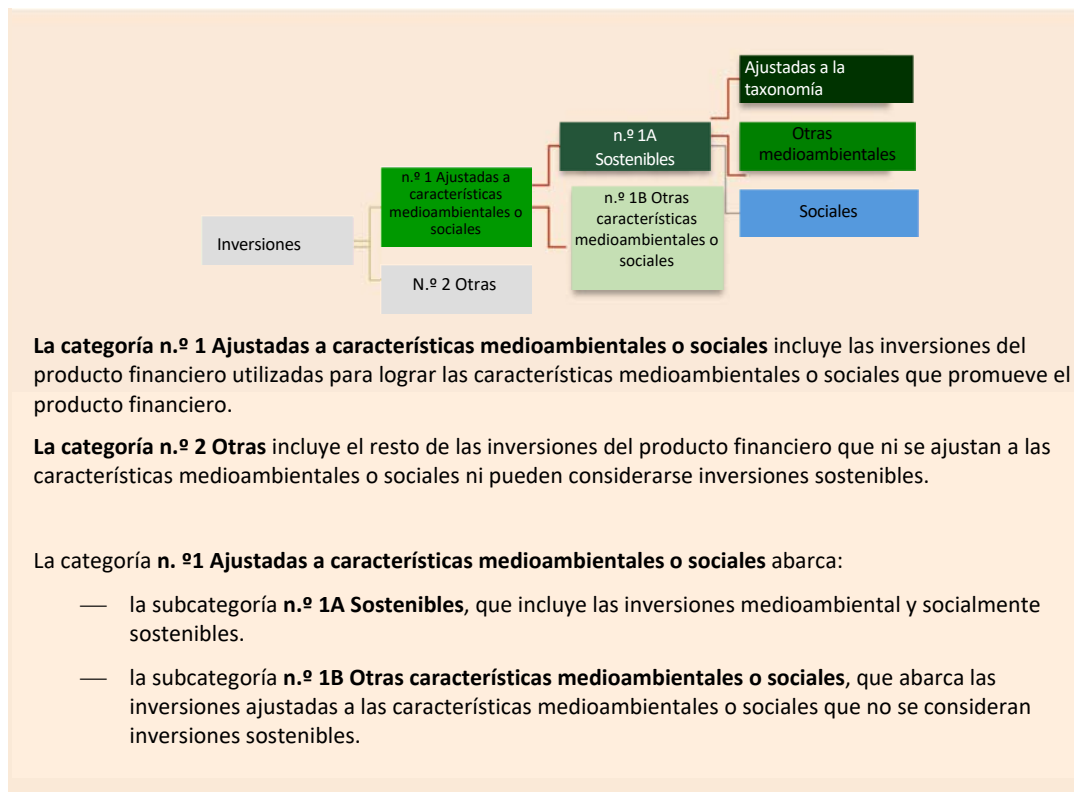 Ajustadas a la
taxonomía
n.º 1A
Sostenibles
Otras
medioambientales
n.º 1 Ajustadas a
características
medioambientales o
sociales
n.º 1B Otras
características
medioambientales o
sociales
Sociales
Inversiones
N.º 2 Otras
La categoría n.º 1 Ajustadas a características medioambientales o sociales incluye las inversiones del
producto financiero utilizadas para lograr las características medioambientales o sociales que promueve el
producto financiero.
La categoría n.º 2 Otras incluye el resto de las inversiones del producto financiero que ni se ajustan a las
características medioambientales o sociales ni pueden considerarse inversiones sostenibles.
La categoría n. º1 Ajustadas a características medioambientales o sociales abarca:
— la subcategoría n.º 1A Sostenibles, que incluye las inversiones medioambiental y socialmente
sostenibles.
— la subcategoría n.º 1B Otras características medioambientales o sociales, que abarca las
inversiones ajustadas a las características medioambientales o sociales que no se consideran
inversiones sostenibles.